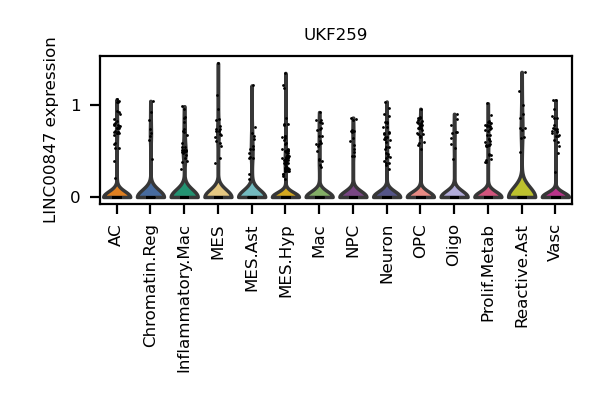 UKF259
LINC00847 expression
1
0
AC
Chromatin.Reg
Inflammatory.Mac
MES
MES.Ast
MES.Hyp
Mac
NPC
Neuron
OPC
Oligo
Prolif.Metab
Reactive.Ast
Vasc